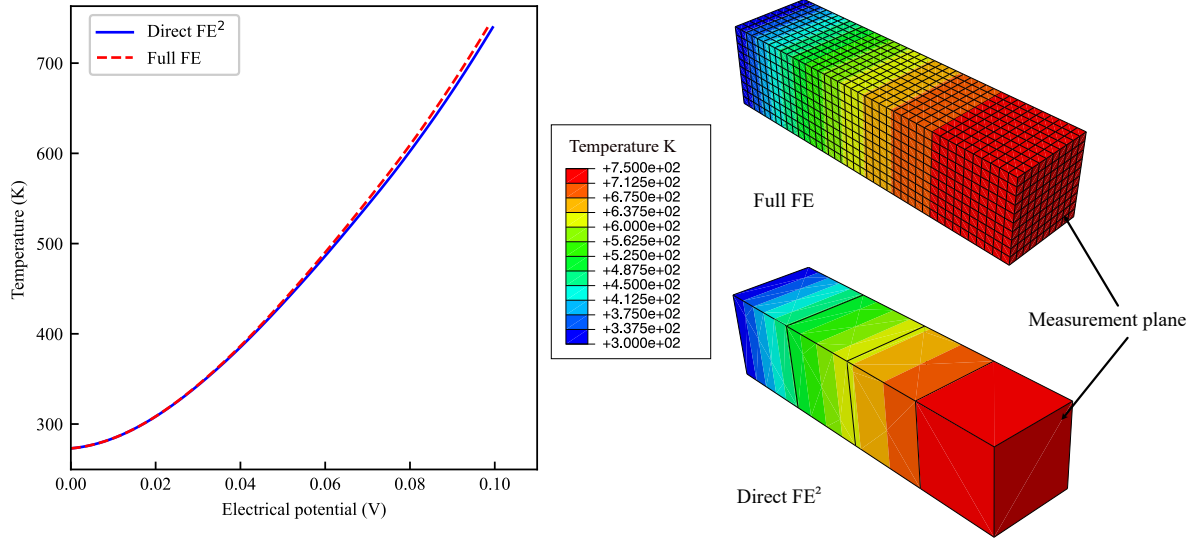 Direct FE²
Full FE
700
600
500
400
300
0.00
0.02
0.04
0.06
0.08
0.10
Temperature (K)
Electrical potential (V)
Temperature K
+7.500e+02
+7.125e+02
+6.750e+02
+6.375e+02
+6.000e+02
+5.625e+02
+5.250e+02
+4.875e+02
+4.500e+02
+4.125e+02
+3.750e+02
+3.375e+02
+3.000e+02
Full FE
Measurement plane
Direct FE²